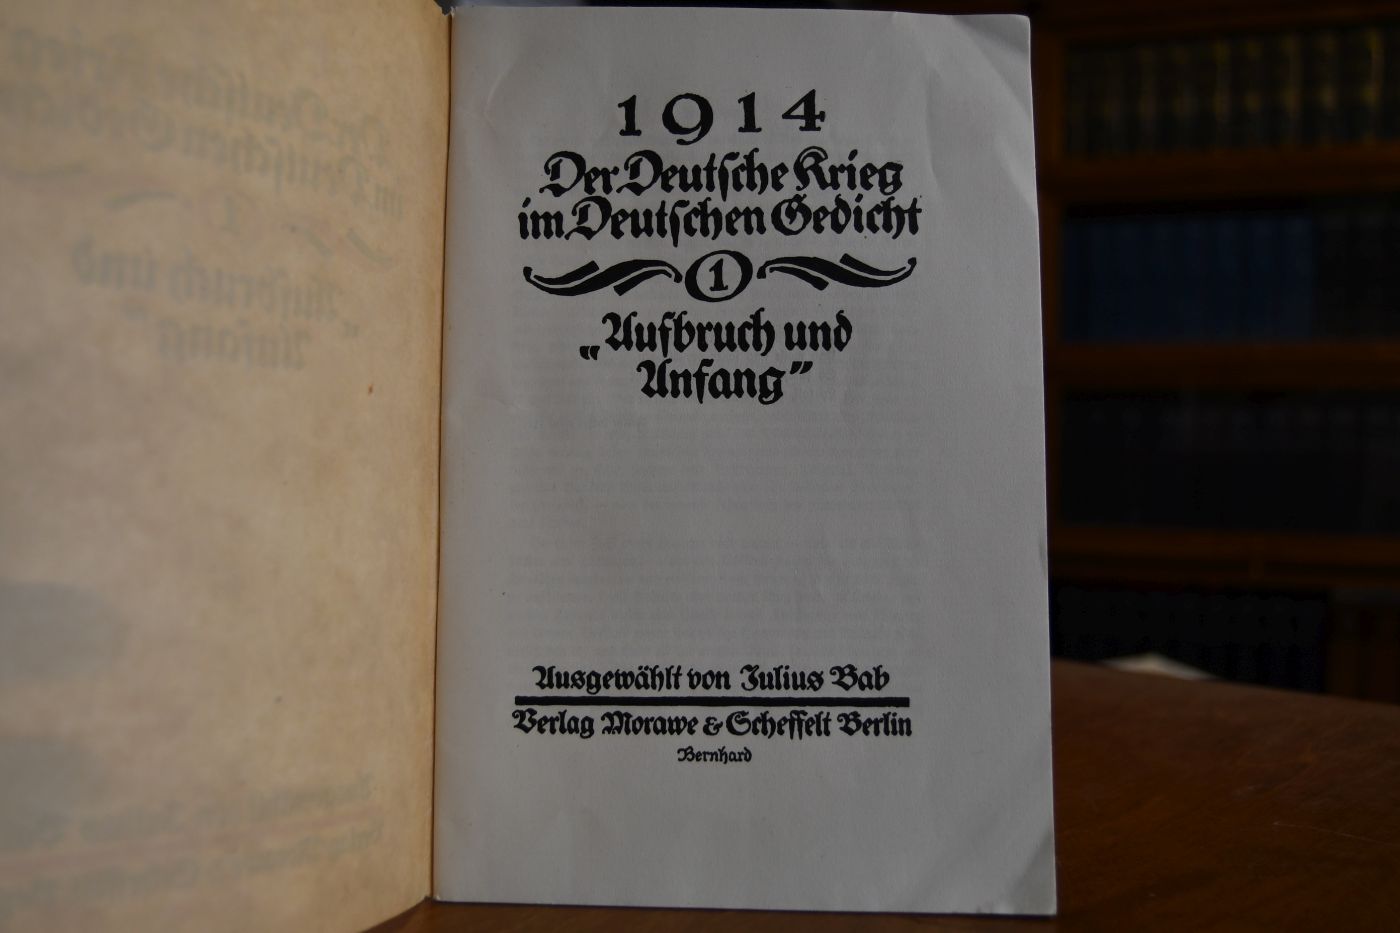 1914
Der Deutsche Krieg
im Deutschen Gedicht
1
„Aufbruch und
Anfang”
Ausgewählt von Julius Bab
Verlag Morawe & Scheffelt Berlin
Bernhard